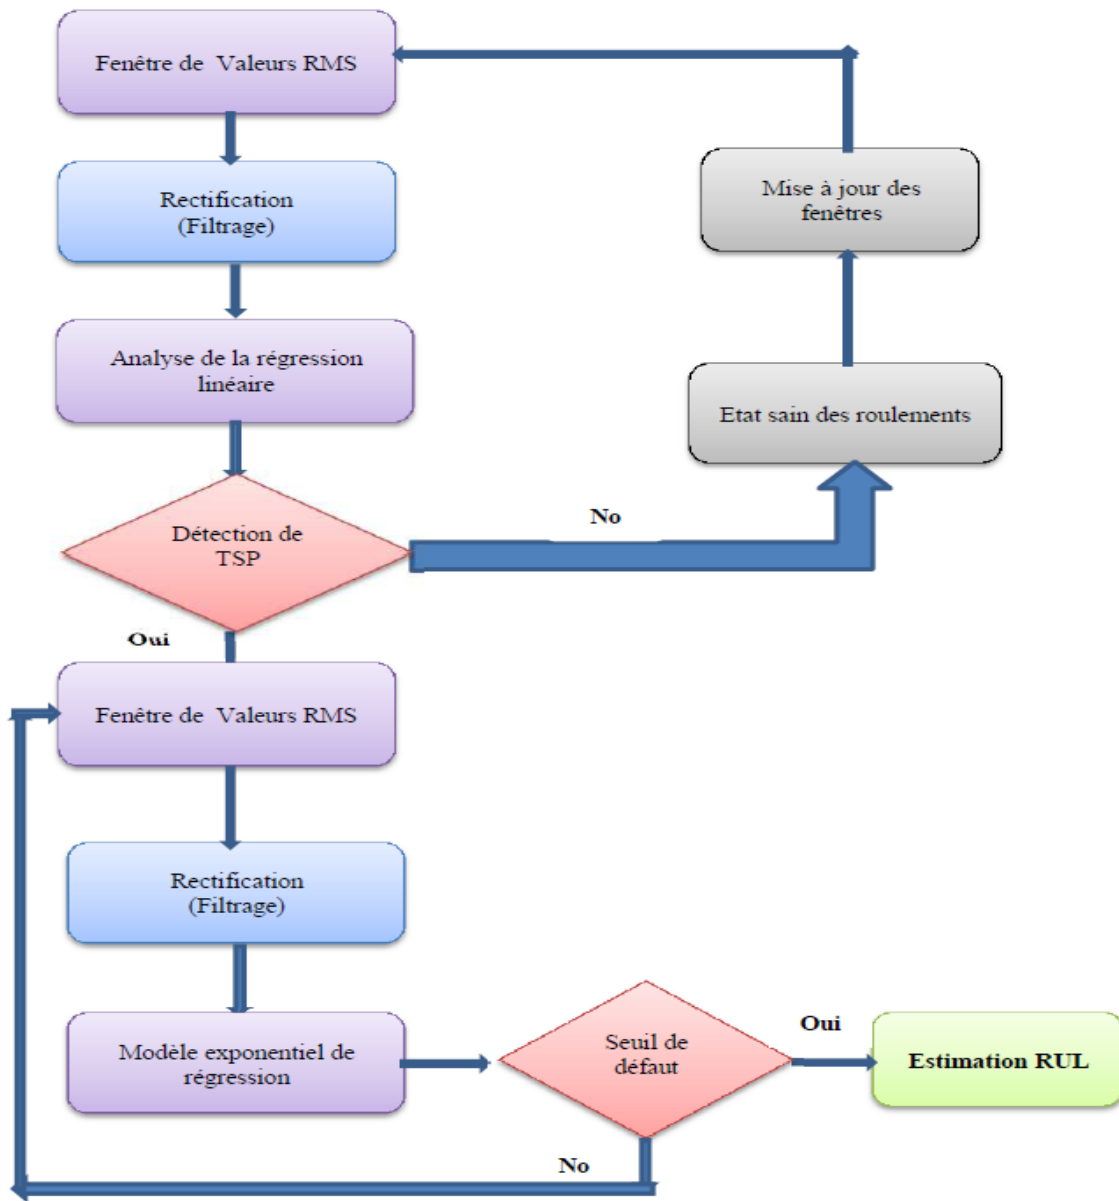 Fenêtre de Valeurs RMS
Rectification
(Filtrage)
Analyse de la régression
linéaire
Détection de
TSP
No
Etat sain des roulements
Mise à jour des
fenêtres
Oui
Fenêtre de Valeurs RMS
Rectification
(Filtrage)
Modèle exponentiel de
régression
Seuil de
défaut
Oui
Estimation RUL
No